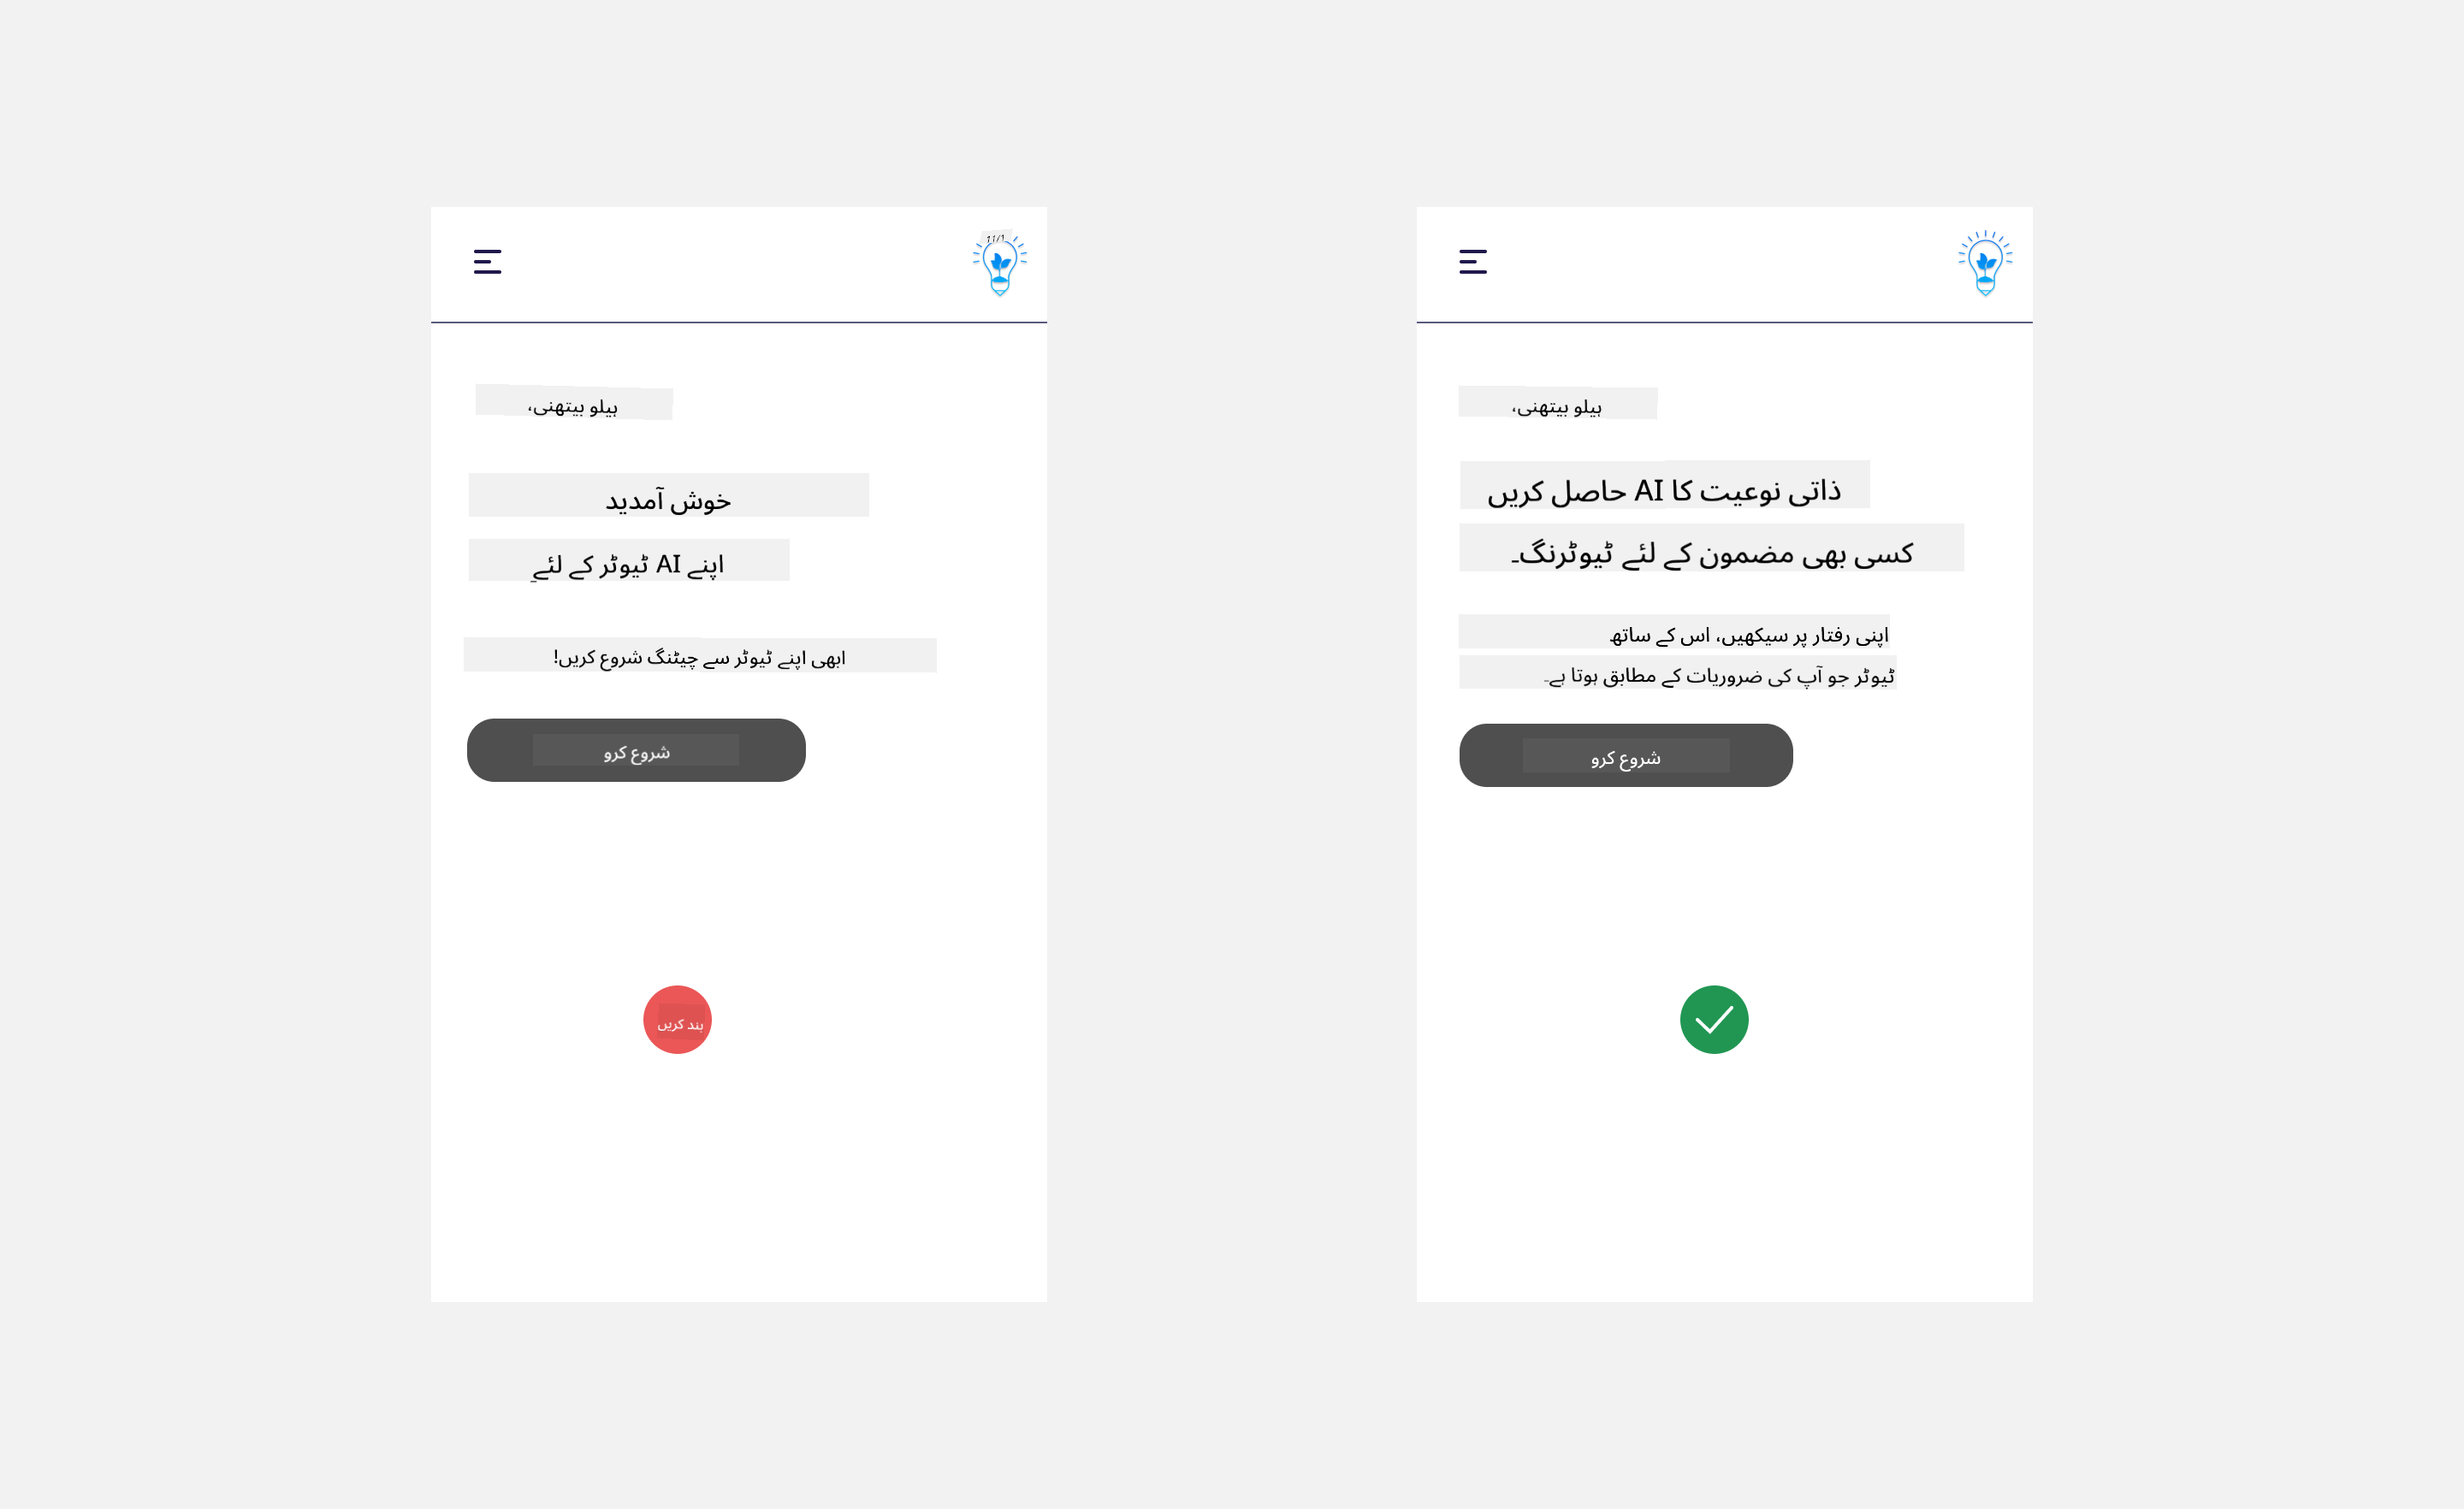 11/1
ہیلو بیتھنی،
خوش آمدید
اپنے AI ٹیوٹر کے لئے
ابھی اپنے ٹیوٹر سے چیٹنگ شروع کریں!
شروع کرو
بند کریں
ہیلو بیتھنی،
ذاتی نوعیت کا AI حاصل کریں
کسی بھی مضمون کے لئے ٹیوٹرنگ۔
اپنی رفتار پر سیکھیں، اس کے ساتھ
ٹیوٹر جو آپ کی ضروریات کے مطابق ہوتا ہے۔
شروع کرو